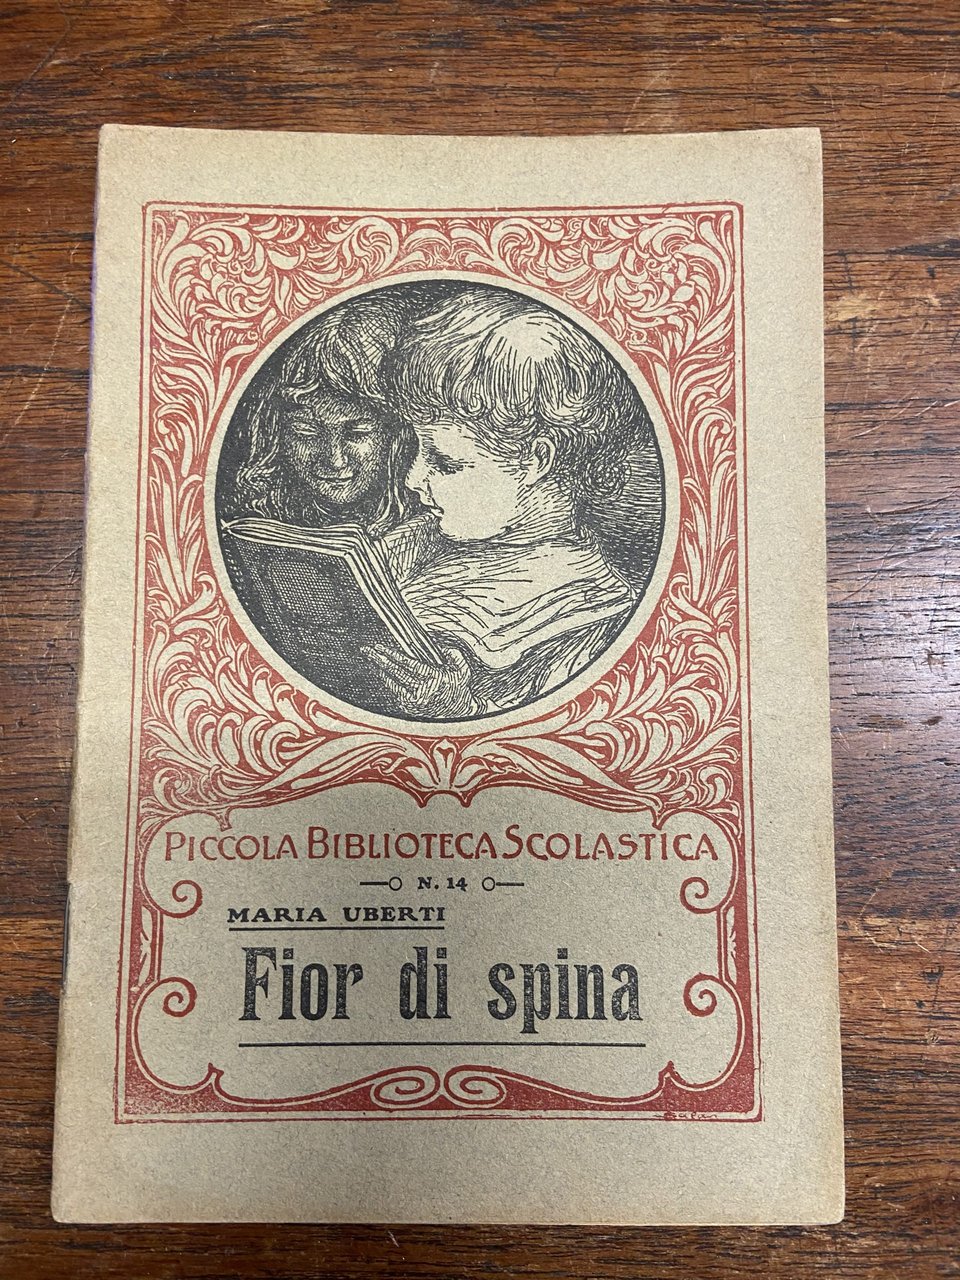 PICCOLA BIBLIOTECA SCOLASTICA
N. 14
MARIA UBERTI
Fior di spina